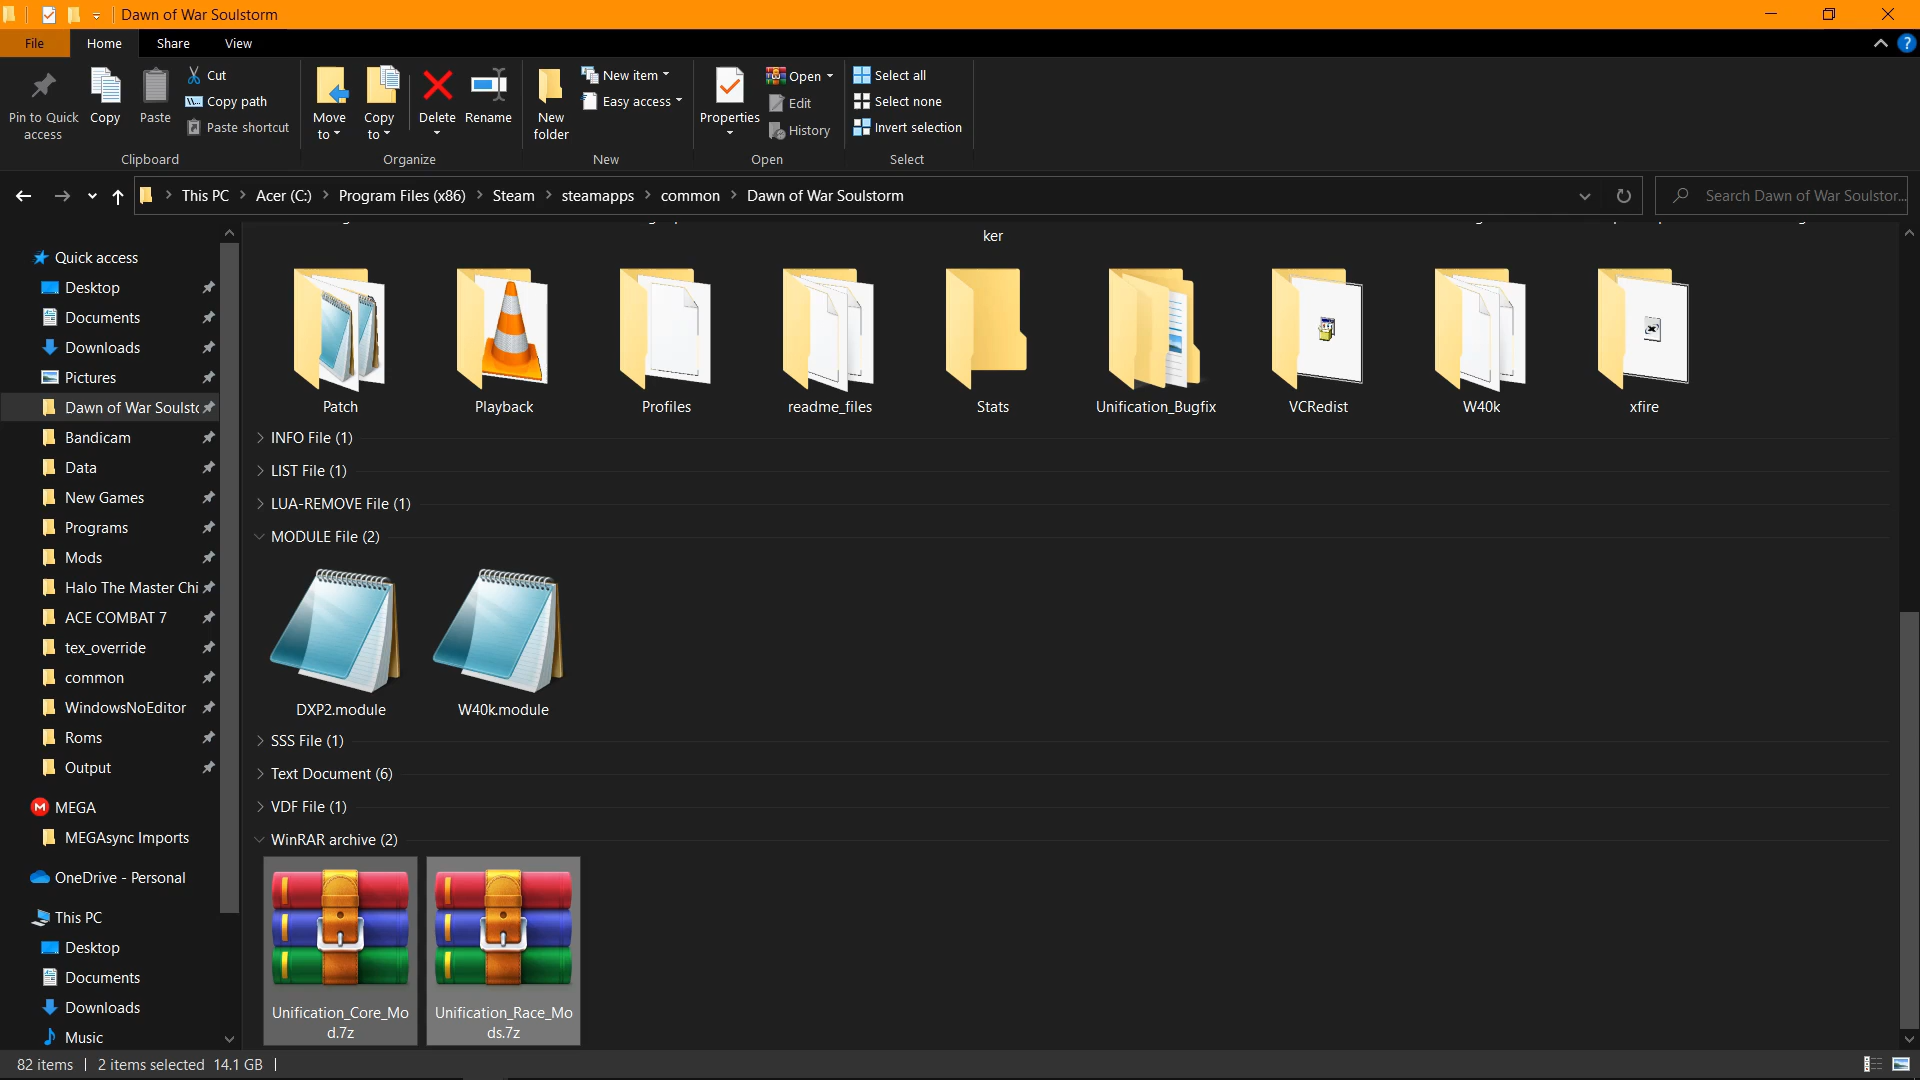 Dawn of War Soulstorm
File
Home
Share
View
Pin to Quick
access
Copy
Paste
Cut
Copy path
Paste shortcut
Clipboard
Move
to
Copy
to
Delete
Rename
Organize
New
folder
New item
Easy access
New
Properties
Open
Edit
History
Open
Select all
Select none
Invert selection
Select
This PC
Acer (C:)
Program Files (x86)
Steam
steamapps
common
Dawn of War Soulstorm
Search Dawn of War Soulstor...
Quick access
Desktop
Documents
Downloads
Pictures
Dawn of War Soulst
Bandicam
Data
New Games
Programs
Mods
Halo The Master Chi
ACE COMBAT 7
tex_override
common
WindowsNoEditor
Roms
Output
MEGA
MEGAsync Imports
OneDrive - Personal
This PC
Desktop
Documents
Downloads
Music
ker
Patch
Playback
Profiles
readme_files
Stats
Unification_Bugfix
VCRedist
W40k
xfire
INFO File (1)
LIST File (1)
LUA-REMOVE File (1)
MODULE File (2)
DXP2.module
W40k.module
SSS File (1)
Text Document (6)
VDF File (1)
WinRAR archive (2)
Unification_Core_Mo
d.7z
Unification_Race_Mo
ds.7z
82 items
2 items selected 14.1 GB